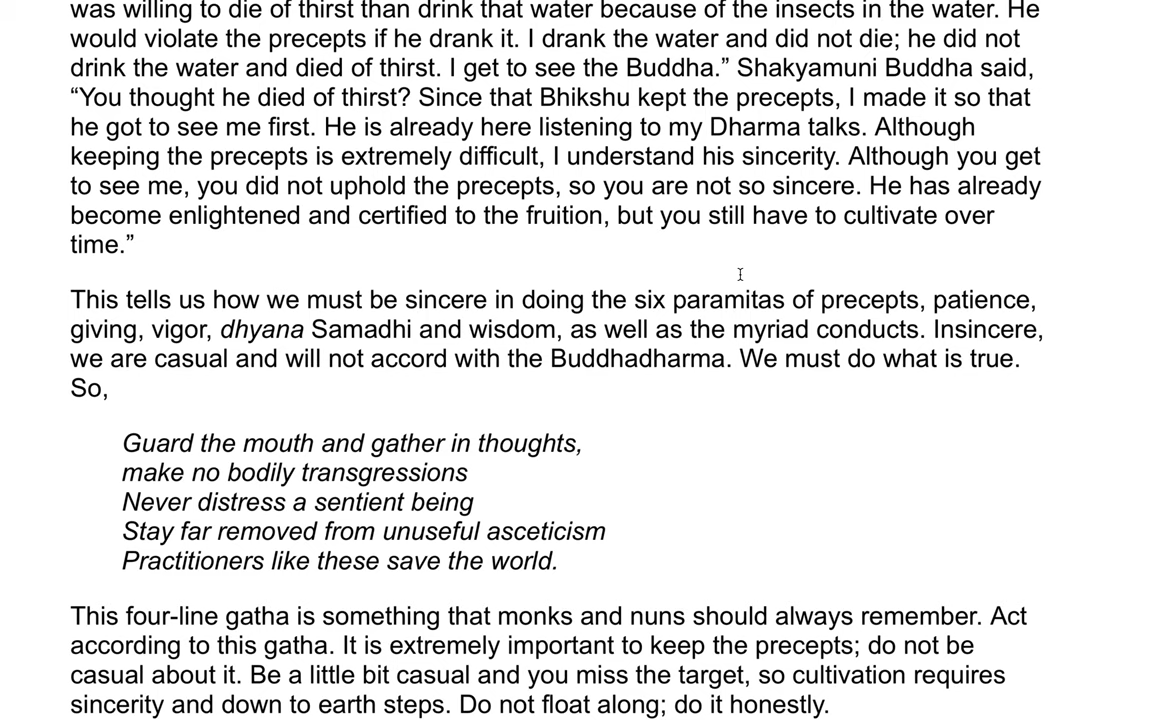 was willing to die of thirst than drink that water because of the insects in the water. He
would violate the precepts if he drank it. I drank the water and did not die; he did not
drink the water and died of thirst. I get to see the Buddha.” Shakyamuni Buddha said,
“You thought he died of thirst? Since that Bhikshu kept the precepts, I made it so that
he got to see me first. He is already here listening to my Dharma talks. Although
keeping the precepts is extremely difficult, I understand his sincerity. Although you get
to see me, you did not uphold the precepts, so you are not so sincere. He has already
become enlightened and certified to the fruition, but you still have to cultivate over
time.”
This tells us how we must be sincere in doing the six paramitas of precepts, patience,
giving, vigor, dhyana Samadhi and wisdom, as well as the myriad conducts. Insincere,
we are casual and will not accord with the Buddhadharma. We must do what is true.
So,
Guard the mouth and gather in thoughts,
make no bodily transgressions
Never distress a sentient being
Stay far removed from unuseful asceticism
Practitioners like these save the world.
This four-line gatha is something that monks and nuns should always remember. Act
according to this gatha. It is extremely important to keep the precepts; do not be
casual about it. Be a little bit casual and you miss the target, so cultivation requires
sincerity and down to earth steps. Do not float along; do it honestly.